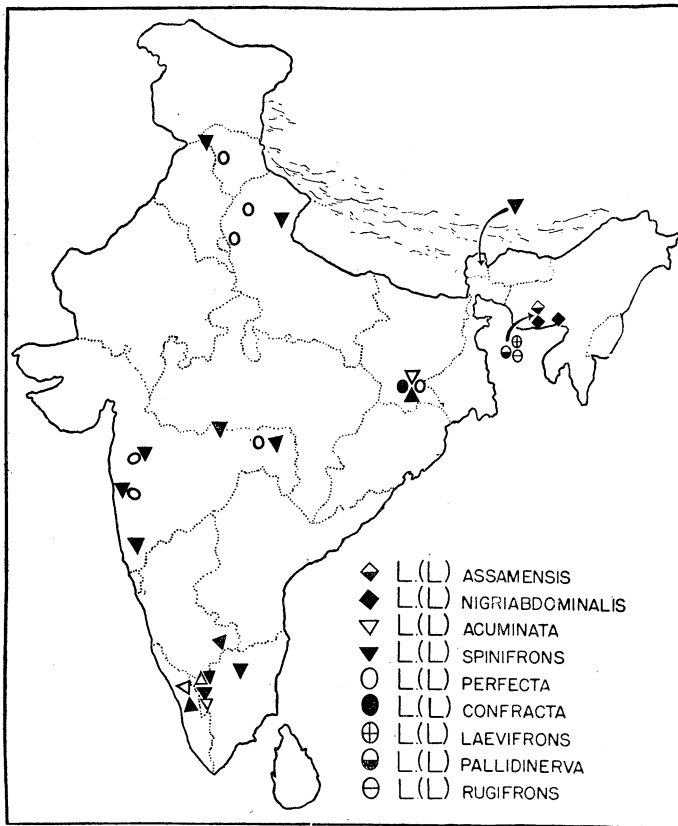 L.(L) ASSAMENSIS
L.(L) NIGRIABDOMINALIS
L.(L) ACUMINATA
L.(L) SPINIFRONS
L.(L) PERFECTA
L.(L) CONFRACTA
L.(L) LAEVIFRONS
L.(L) PALLIDINERVA
L.(L) RUGIFRONS